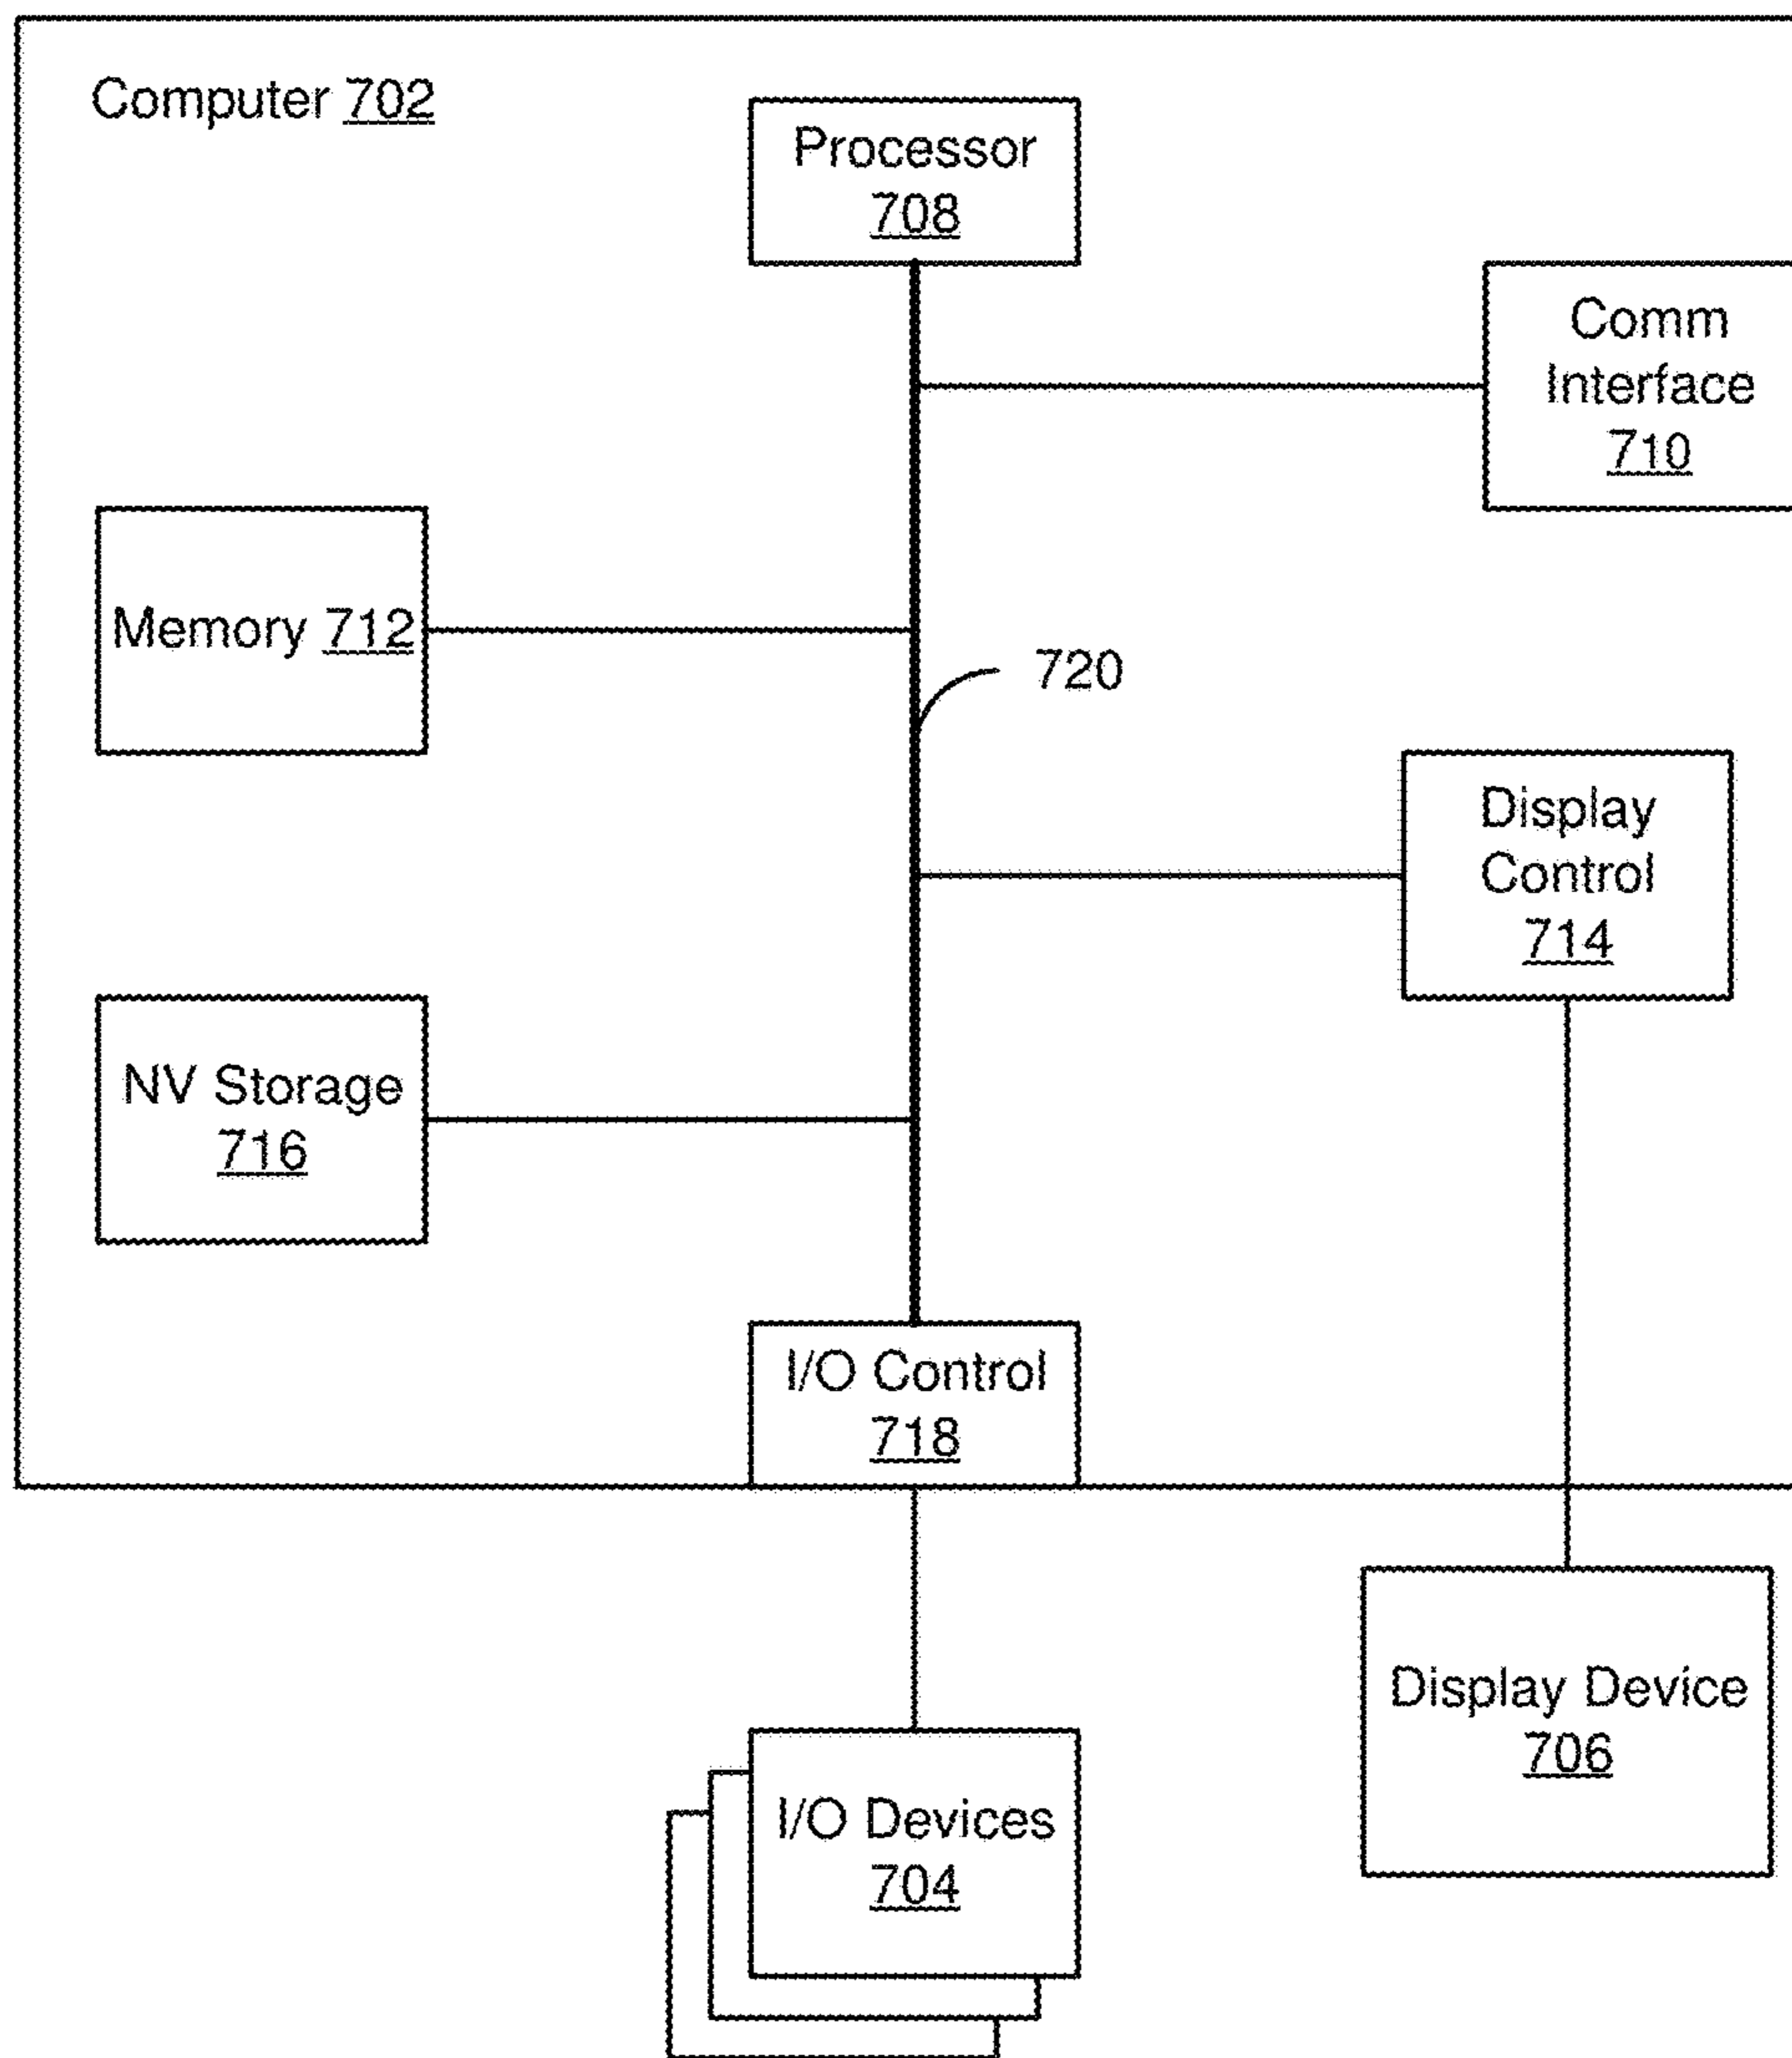 Computer 702
Processor
708
Comm
Interface
710
Memory 712
720
Display
Control
714
NV Storage
716
I/O Control
718
Display Device
706
I/O Devices
704